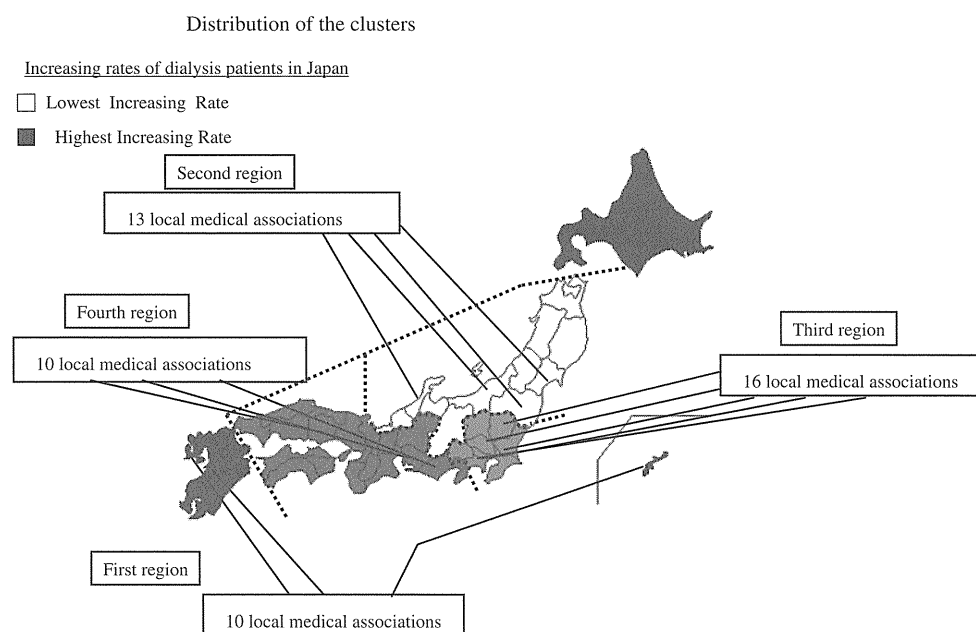 Distribution of the clusters
Increasing rates of dialysis patients in Japan
Lowest Increasing Rate
Highest Increasing Rate
Second region
13 local medical associations
Fourth region
10 local medical associations
Third region
16 local medical associations
First region
10 local medical associations